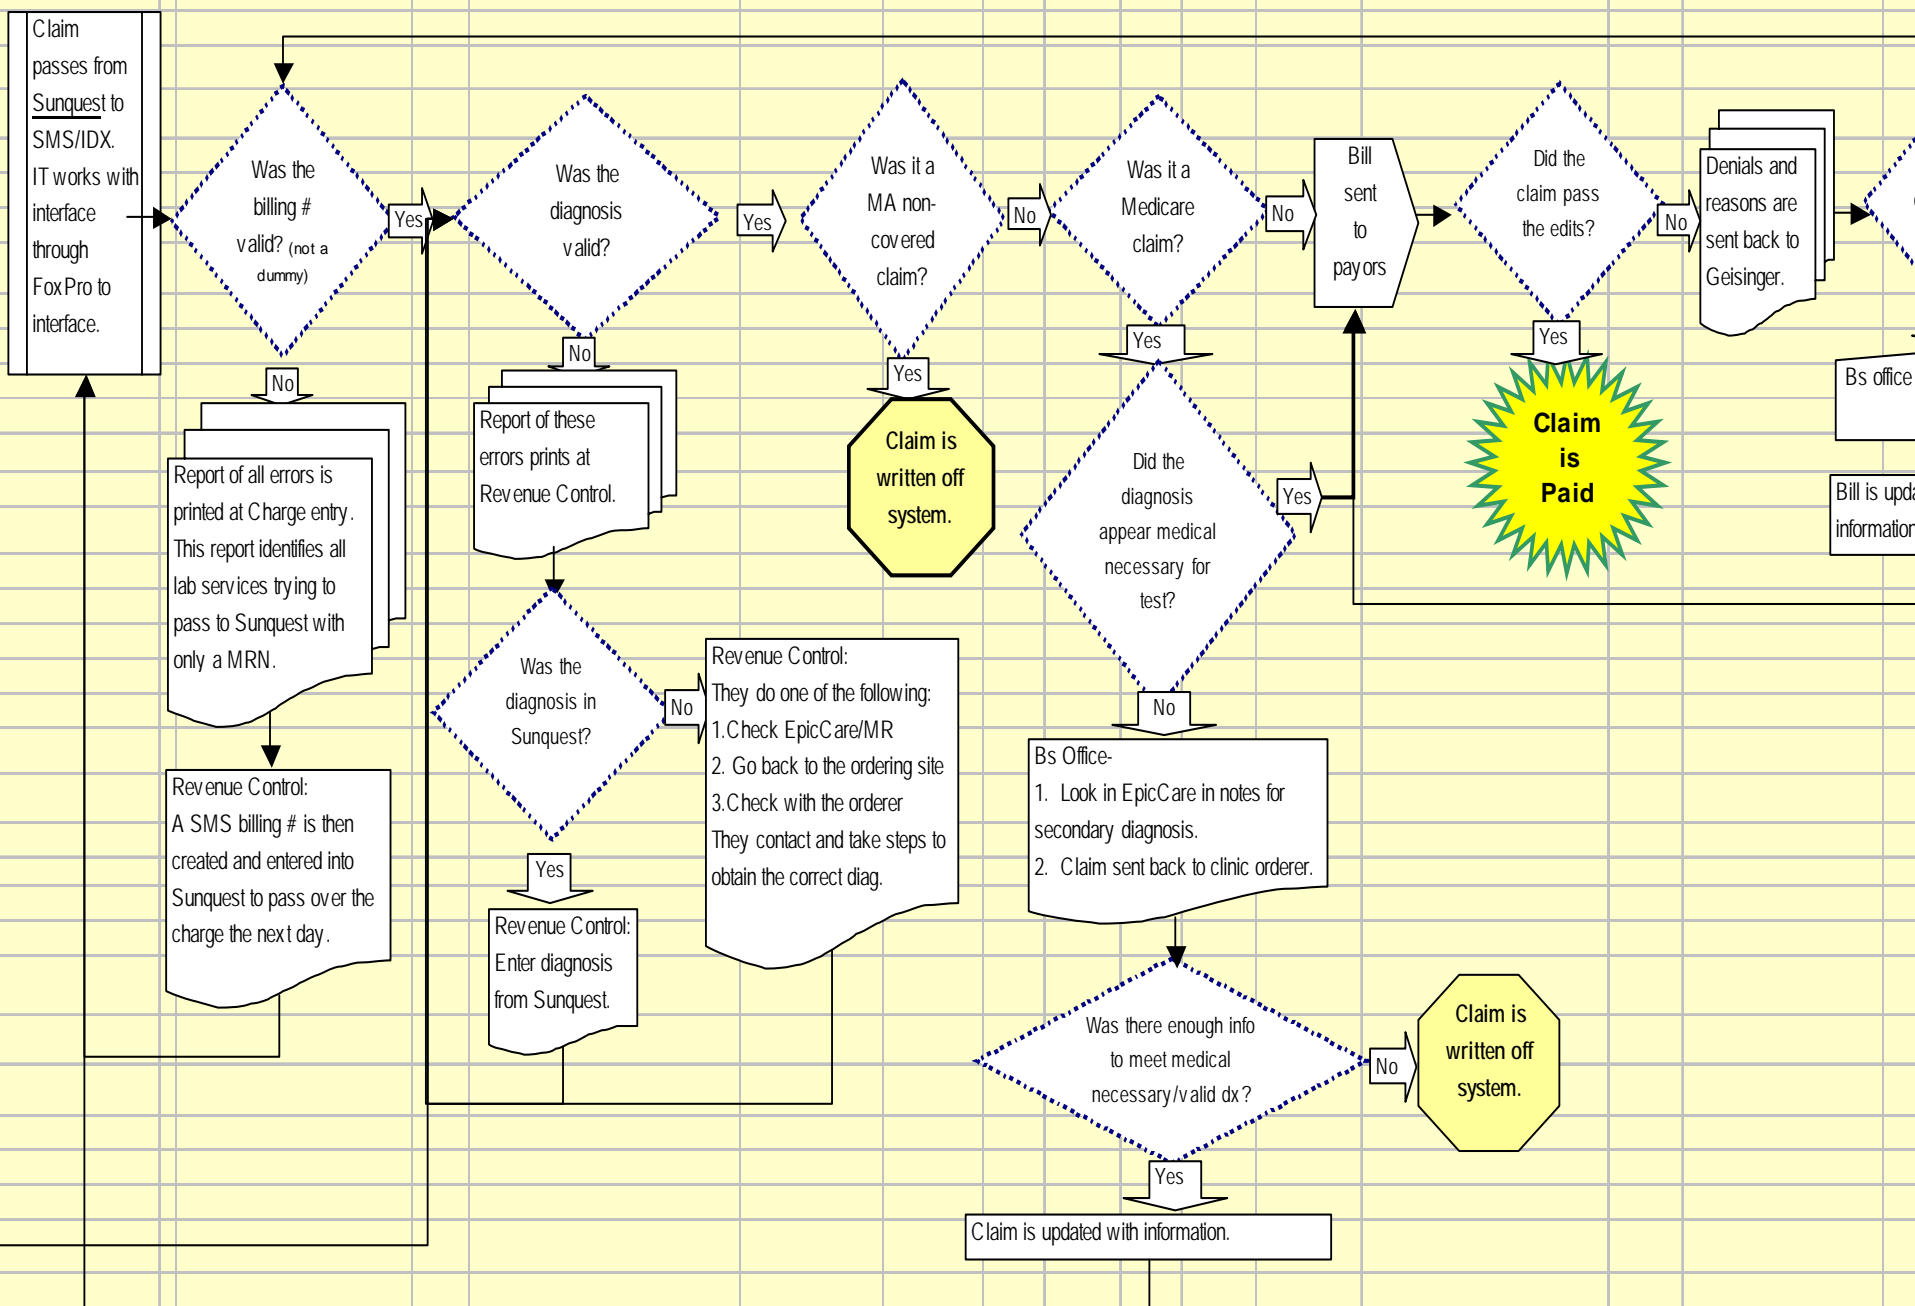 Claim
passes from
Sunquest to
SMS/IDX.
IT works with
interface
through
FoxPro to
interface.
Was the
billing #
valid? (not a
dummy)
Yes
No
Report of all errors is
printed at Charge entry.
This report identifies all
lab services trying to
pass to Sunquest with
only a MRN.
Revenue Control:
A SMS billing # is then
created and entered into
Sunquest to pass over the
charge the next day.
Was the
diagnosis
valid?
Yes
No
Report of these
errors prints at
Revenue Control.
Was the
diagnosis in
Sunquest?
No
Yes
Revenue Control:
Enter diagnosis
from Sunquest.
Revenue Control:
They do one of the following:
1.Check EpicCare/MR
2. Go back to the ordering site
3.Check with the orderer
They contact and take steps to
obtain the correct diag.
Was it a
MA non-
covered
claim?
No
Yes
Claim is
written off
system.
Was it a
Medicare
claim?
No
Yes
Did the
diagnosis
appear medical
necessary for
test?
Yes
No
Bs Office-
1. Look in EpicCare in notes for
secondary diagnosis.
2. Claim sent back to clinic orderer.
Was there enough info
to meet medical
necessary/valid dx?
No
Claim is
written off
system.
Yes
Claim is updated with information.
Bill
sent
to
payors
Did the
claim pass
the edits?
No
Yes
Claim
is
Paid
Denials and
reasons are
sent back to
Geisinger.
Bs office
Bill is upda
information